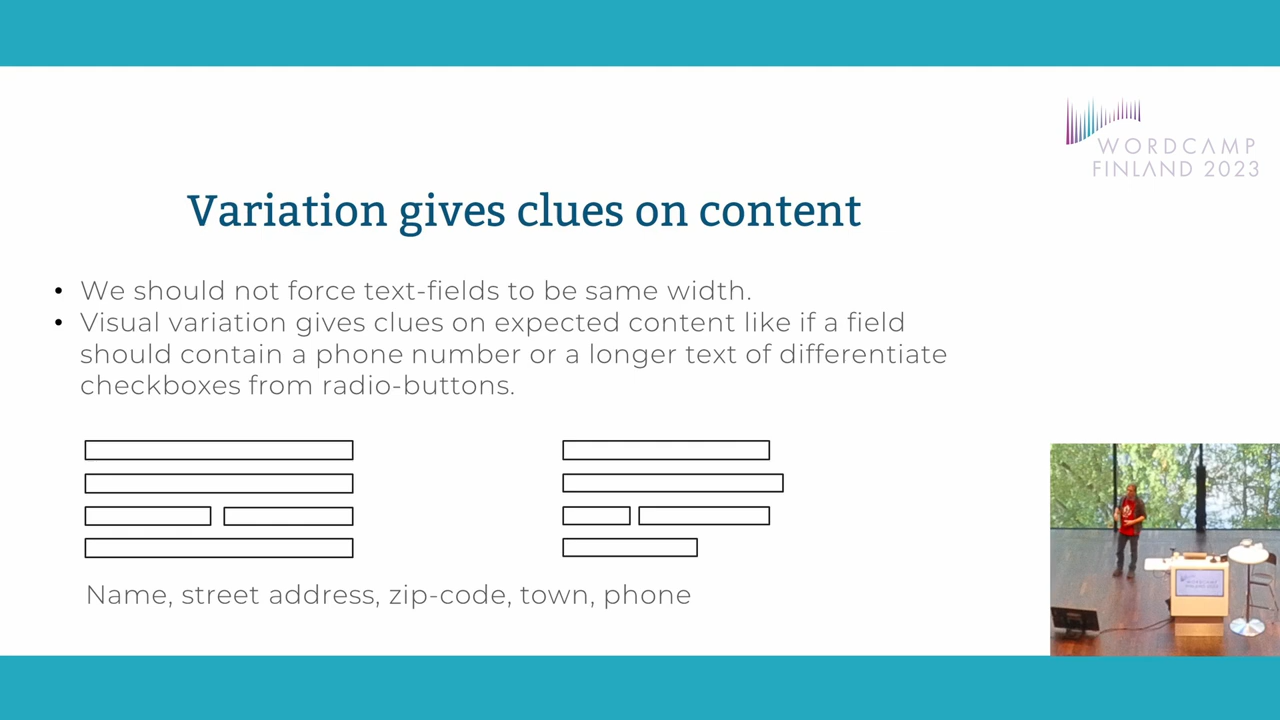 WORDCAMP
FINLAND 2023
Variation gives clues on content
• We should not force text-fields to be same width.
• Visual variation gives clues on expected content like if a field
should contain a phone number or a longer text of differentiate
checkboxes from radio-buttons.
Name, street address, zip-code, town, phone